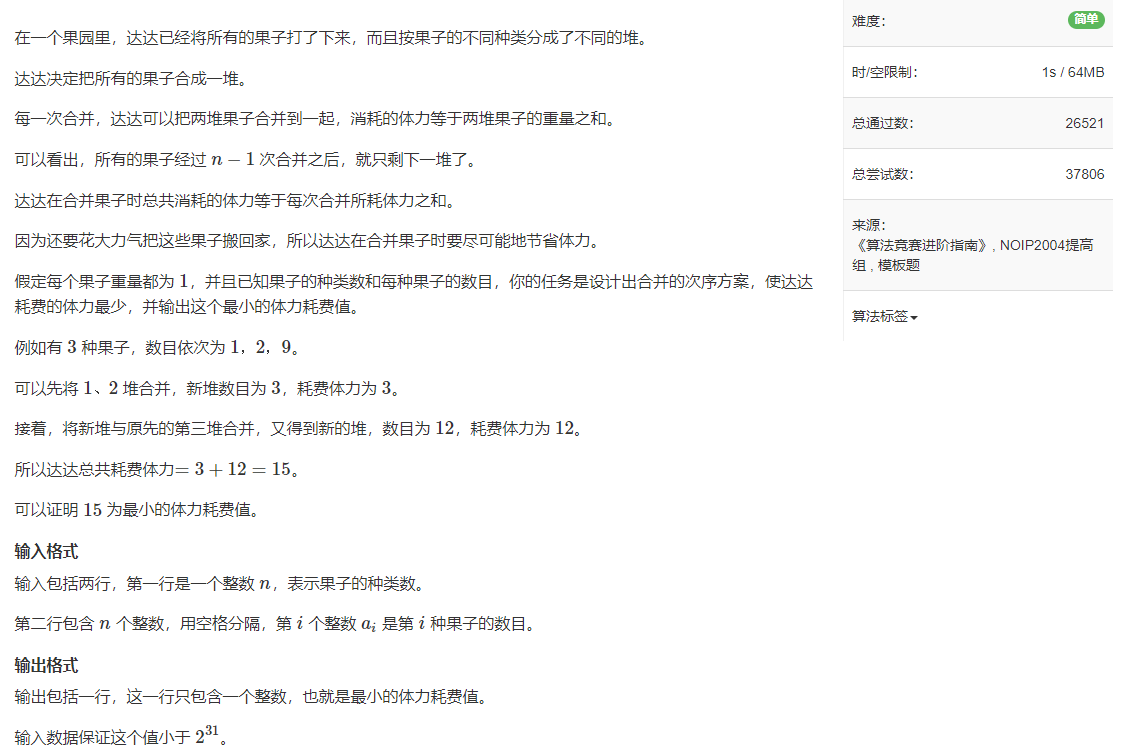 在一个果园里，达达已经将所有的果子打了下来，而且按果子的不同种类分成了不同的堆。
达达决定把所有的果子合成一堆。
每一次合并，达达可以把两堆果子合并到一起，消耗的体力等于两堆果子的重量之和。
可以看出，所有的果子经过 n − 1 次合并之后，就只剩下一堆了。
达达在合并果子时总共消耗的体力等于每次合并所耗体力之和。
因为还要花大力气把这些果子搬回家，所以达达在合并果子时要尽可能地节省体力。
假定每个果子重量都为 1，并且已知果子的种类数和每种果子的数目，你的任务是设计出合并的次序方案，使达达
耗费的体力最少，并输出这个最小的体力耗费值。
例如有 3 种果子，数目依次为 1，2，9。
可以先将 1、2 堆合并，新堆数目为 3，耗费体力为 3。
接着，将新堆与原先的第三堆合并，又得到新的堆，数目为 12，耗费体力为 12。
所以达达总共耗费体力= 3 + 12 = 15。
可以证明 15 为最小的体力耗费值。
输入格式
输入包括两行，第一行是一个整数 n，表示果子的种类数。
第二行包含 n 个整数，用空格分隔，第 i 个整数 aᵢ 是第 i 种果子的数目。
输出格式
输出包括一行，这一行只包含一个整数，也就是最小的体力耗费值。
输入数据保证这个值小于 2³¹。
难度： 简单
时/空限制： 1s / 64MB
总通过数： 26521
总尝试数： 37806
来源：
《算法竞赛进阶指南》, NOIP2004提高
组 , 模板题
算法标签